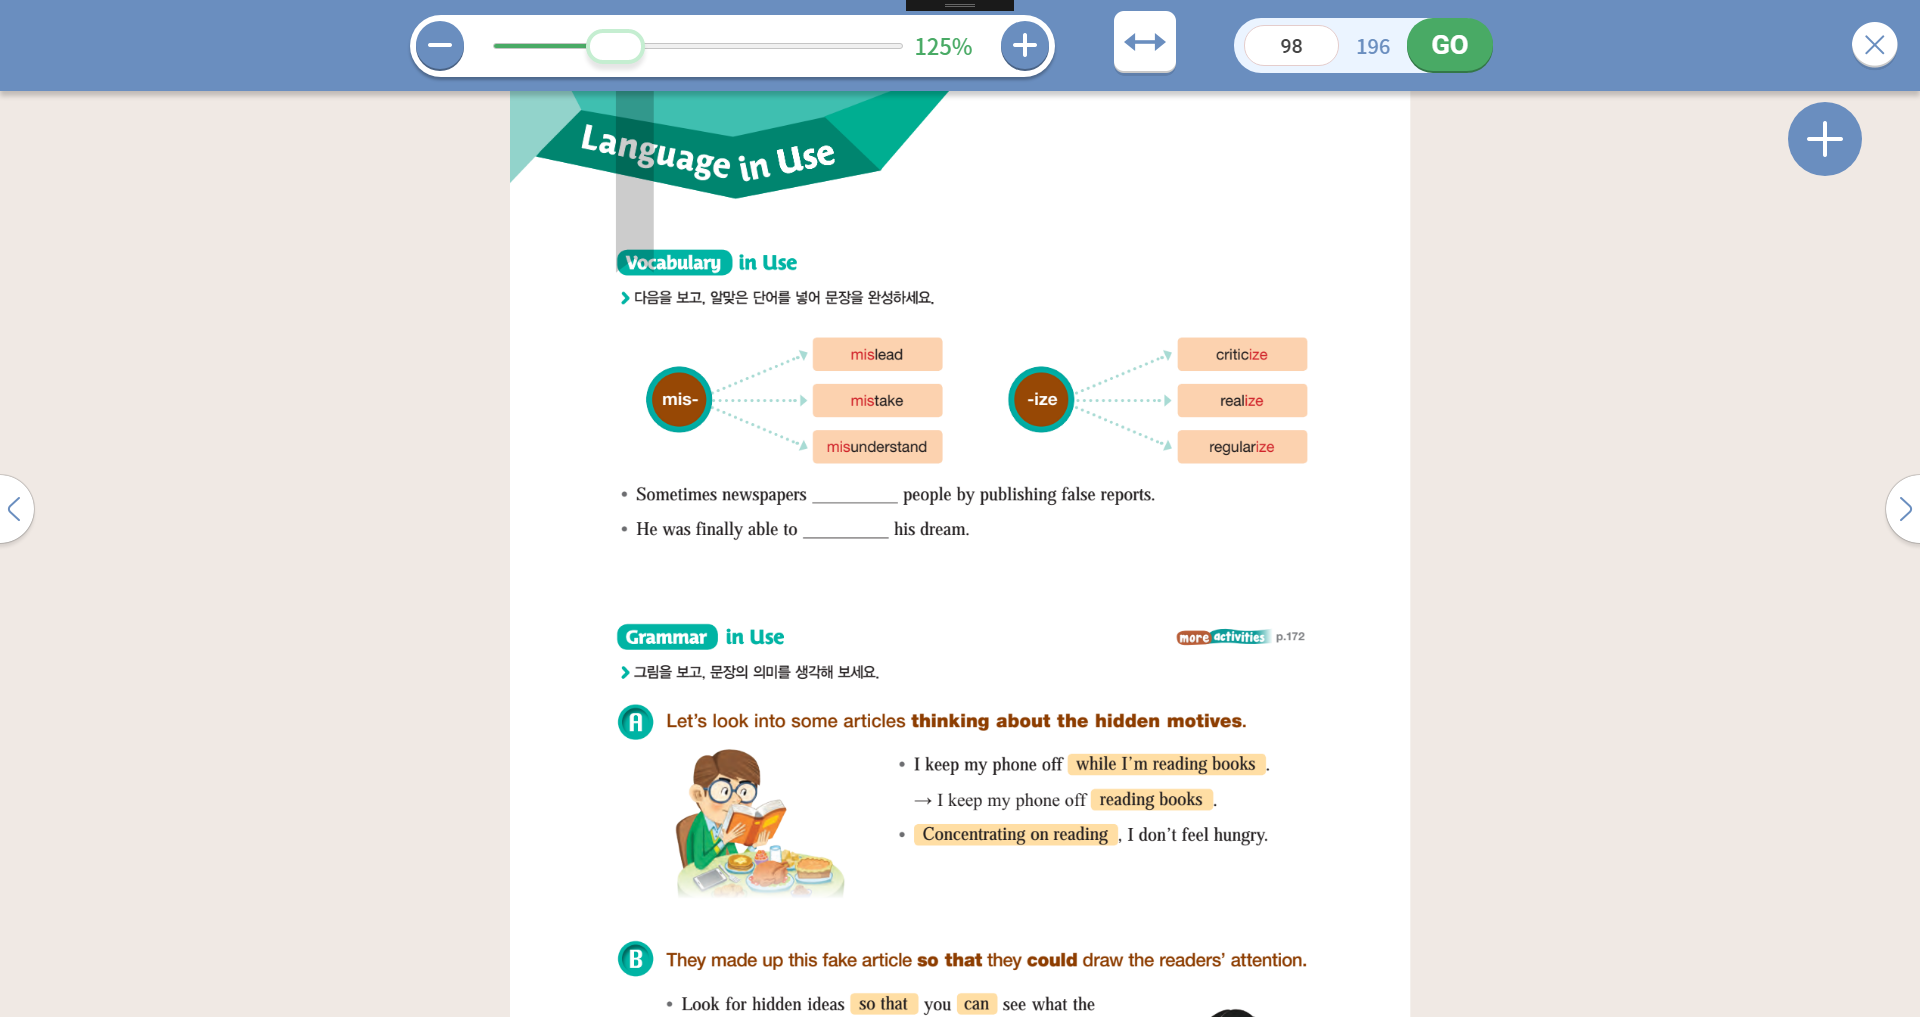 125%
98 196 GO
Language in Use
Vocabulary in Use
다음을 보고, 알맞은 단어를 넣어 문장을 완성하세요.
mis-
mislead
mistake
misunderstand
-ize
criticize
realize
regularize
• Sometimes newspapers _________ people by publishing false reports.
• He was finally able to _________ his dream.
Grammar in Use
more activities p.172
그림을 보고, 문장의 의미를 생각해 보세요.
A Let’s look into some articles thinking about the hidden motives.
• I keep my phone off while I’m reading books .
→ I keep my phone off reading books .
• Concentrating on reading , I don’t feel hungry.
B They made up this fake article so that they could draw the readers’ attention.
• Look for hidden ideas so that you can see what the